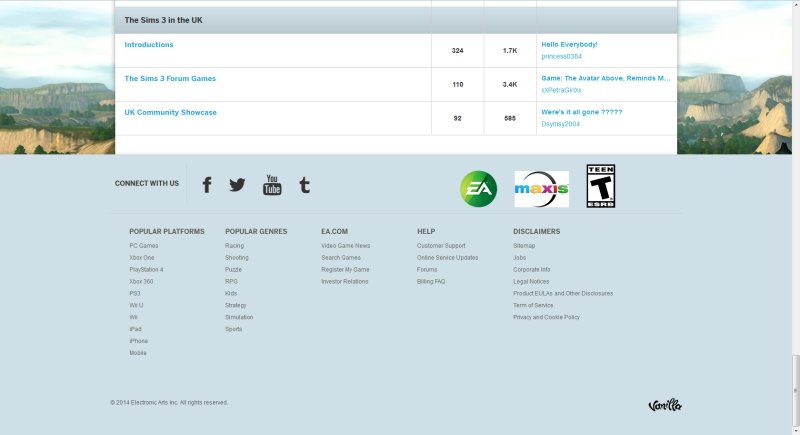 The Sims 3 in the UK
Introductions 324 1.7K Hello Everybody!
princess0364
The Sims 3 Forum Games 110 3.4K Game: The Avatar Above, Reminds M...
UK Community Showcase 92 585 Were's it all gone ?????
Dsymsy2004
CONNECT WITH US
f You Tube t EA maxis TEEN T ESRB
POPULAR PLATFORMS POPULAR GENRES EA.COM HELP DISCLAIMERS
PC Games Racing Video Game News Customer Support Sitemap
Xbox One Shooting Search Games Online Service Updates Jobs
PlayStation 4 Puzzle Register My Game Forums Corporate Info
Xbox 360 RPG Investor Relations Billing FAQ Legal Notices
PS3 Kids Product EULAs and Other Disclosures
Wii U Strategy Term of Service
Wii Simulation Privacy and Cookie Policy
iPad Sports
iPhone
Mobile
© 2014 Electronic Arts Inc. All rights reserved.
Vanilla